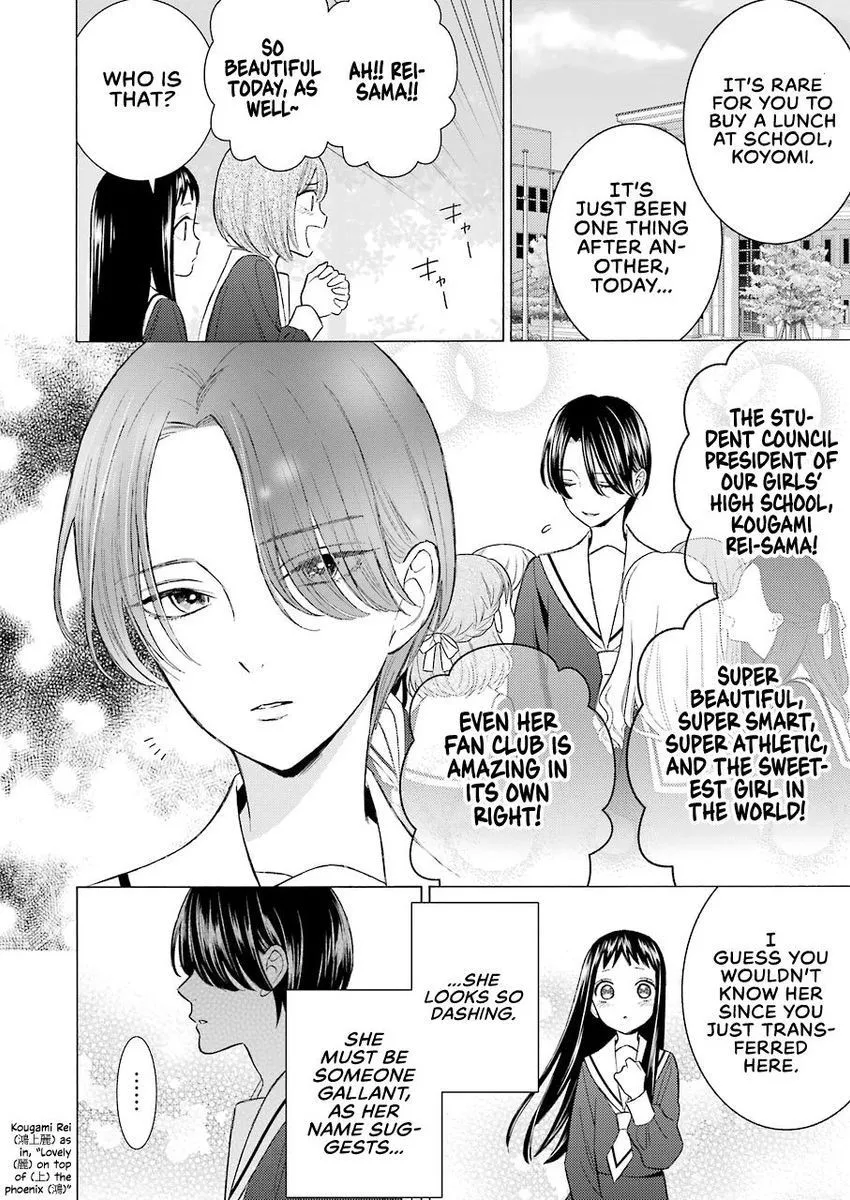 IT'S RARE
FOR YOU TO
BUY A LUNCH
AT SCHOOL,
KOYOMI.
IT'S
JUST BEEN
ONE THING
AFTER AN-
OTHER,
TODAY...
AH!! REI-
SAMA!!
SO
BEAUTIFUL
TODAY, AS
WELL~
WHO IS
THAT?
キャー
キャー
THE STU-
DENT COUNCIL
PRESIDENT OF
OUR GIRLS'
HIGH SCHOOL,
KOUGAMI
REI-SAMA!
SUPER
BEAUTIFUL,
SUPER SMART,
SUPER ATHLETIC,
AND THE SWEET-
EST GIRL IN
THE WORLD!
EVEN HER
FAN CLUB IS
AMAZING IN
ITS OWN
RIGHT!
I
GUESS YOU
WOULDN'T
KNOW HER
SINCE YOU
JUST TRANS-
FERRED
HERE.
...SHE
LOOKS SO
DASHING.
SHE
MUST BE
SOMEONE
GALLANT,
AS HER
NAME SUG-
GESTS...
......
Kougami Rei
(鴻上麗) as
in, "Lovely
(麗) on top
of (上) the
phoenix (鴻)"